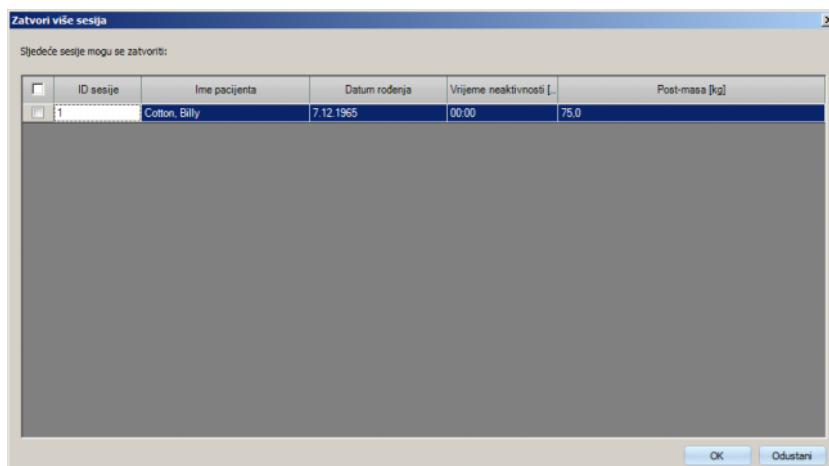 Zatvori više sesija
Sljedeće sesije mogu se zatvoriti:
ID sesije Ime pacijenta Datum rođenja Vrijeme neaktivnosti [.. Post-masa [kg]
1 Cotton, Billy 7.12.1965 00:00 75,0
OK Odustani